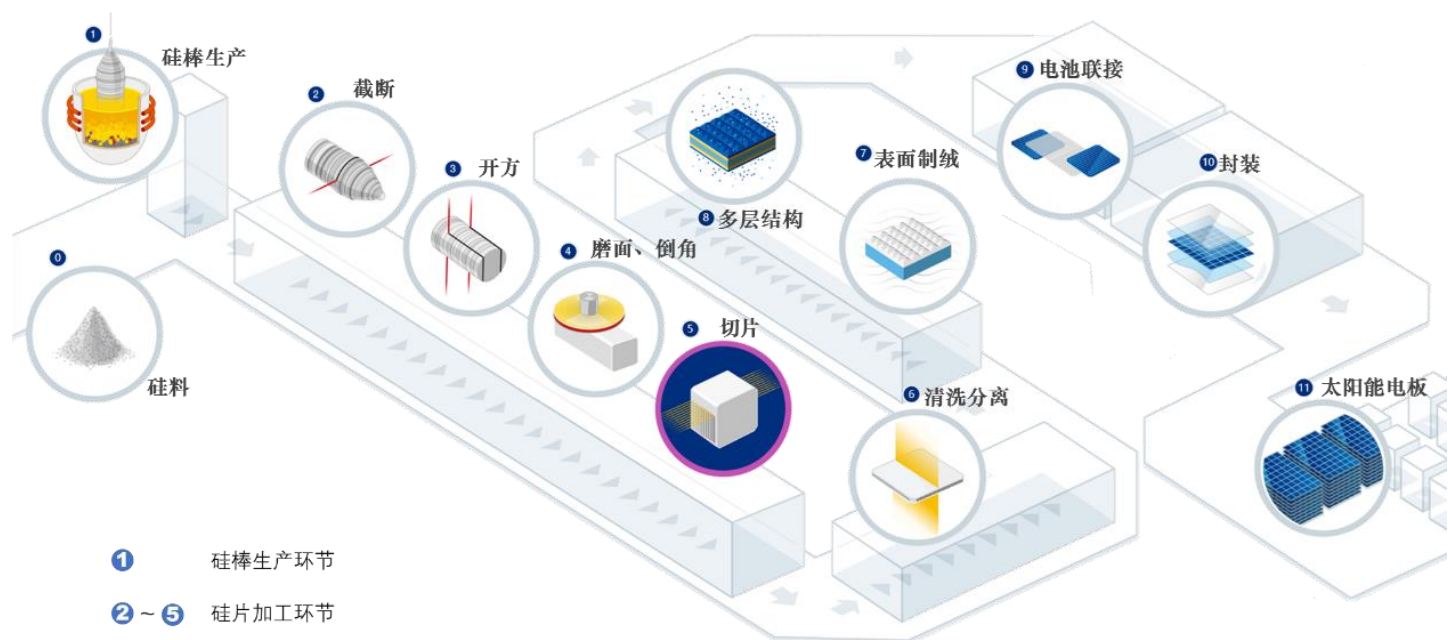 1 硅棒生产
2 截断
3 开方
4 磨面、倒角
5 切片
6 清洗分离
7 表面制绒
8 多层结构
9 电池联接
10 封装
11 太阳能电板
0 硅料
1 硅棒生产环节
2 ~ 5 硅片加工环节